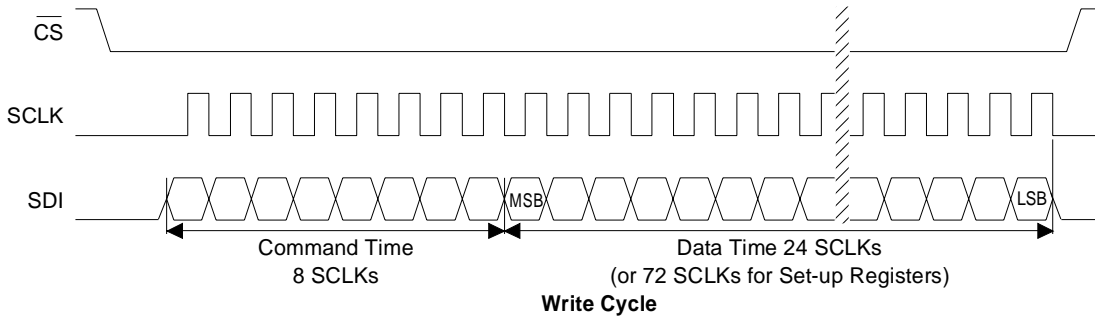 CS
SCLK
SDI
MSB
LSB
Command Time
8 SCLKs
Data Time 24 SCLKs
(or 72 SCLKs for Set-up Registers)
Write Cycle